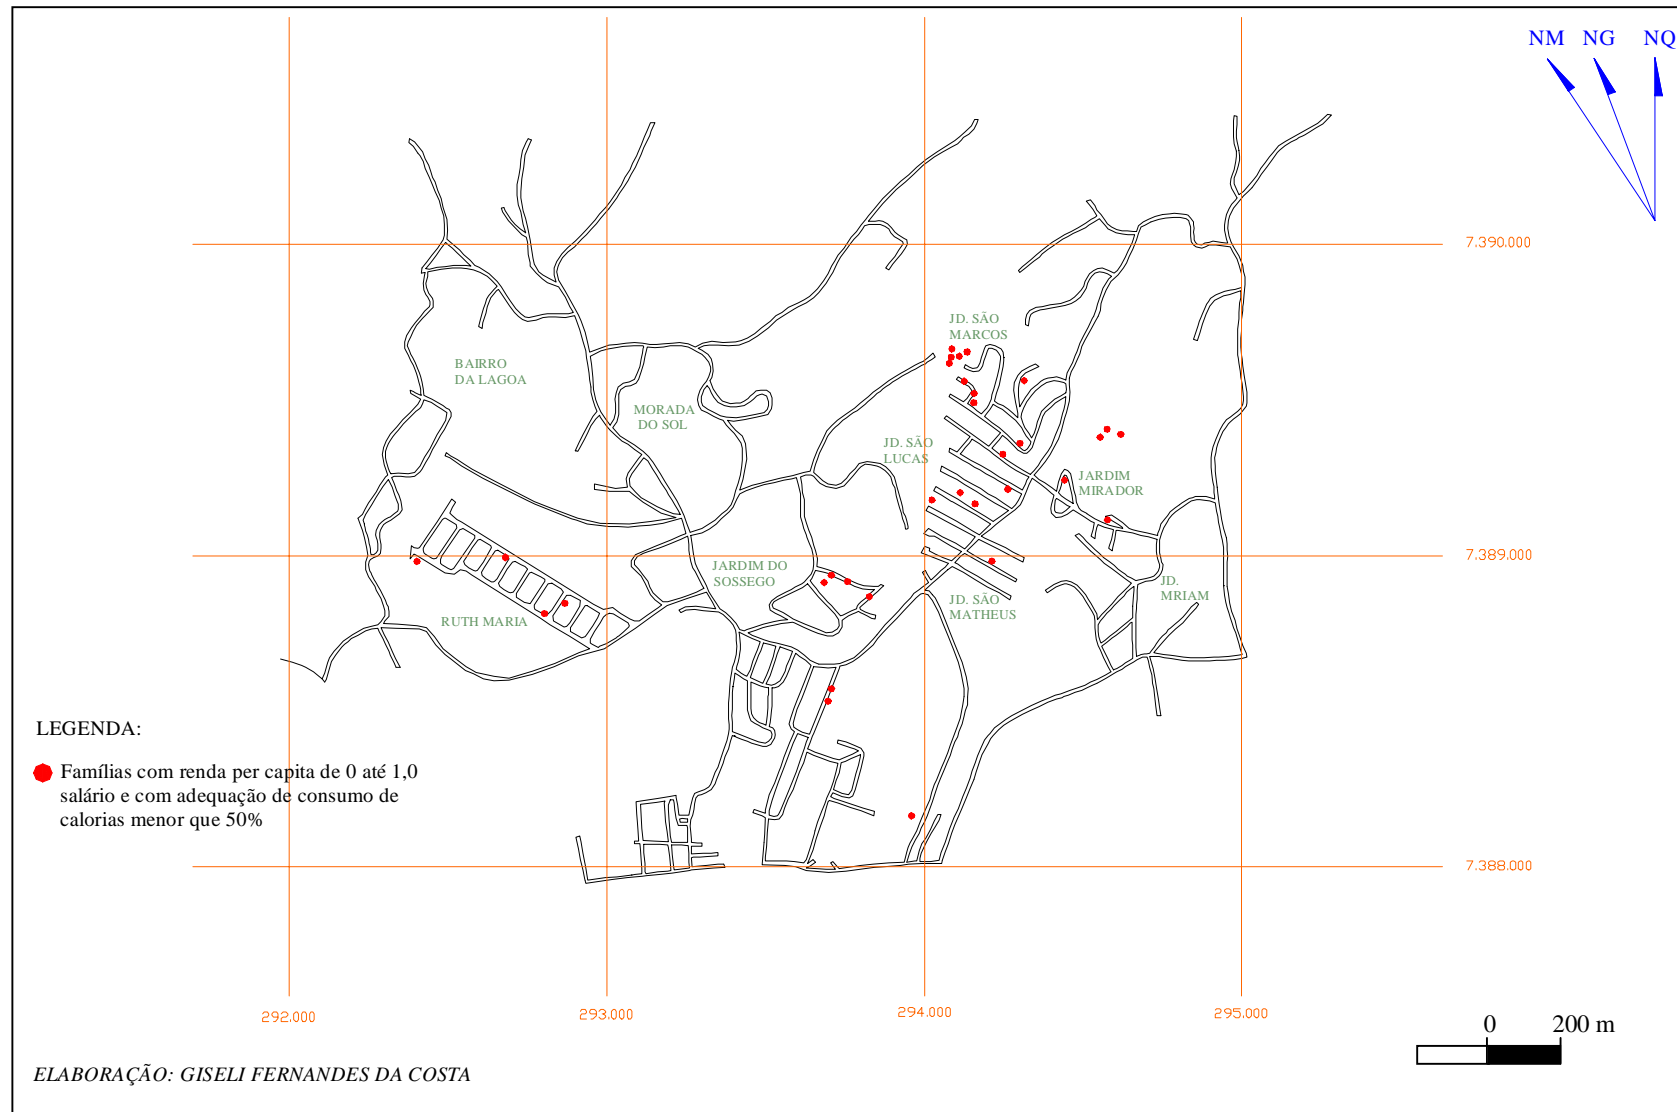 NM NG NQ
7.390.000
JD. SÃO
MARCOS
BAIRRO
DA LAGOA
MORADA
DO SOL
JD. SÃO
LUCAS
JARDIM
MIRADOR
7.389.000
JARDIM DO
SOSSEGO
JD.
MRIAM
JD. SÃO
MATHEUS
RUTH MARIA
LEGENDA:
Famílias com renda per capita de 0 até 1,0
salário e com adequação de consumo de
calorias menor que 50%
7.388.000
292.000 293.000 294.000 295.000
0 200 m
ELABORAÇÃO: GISELI FERNANDES DA COSTA